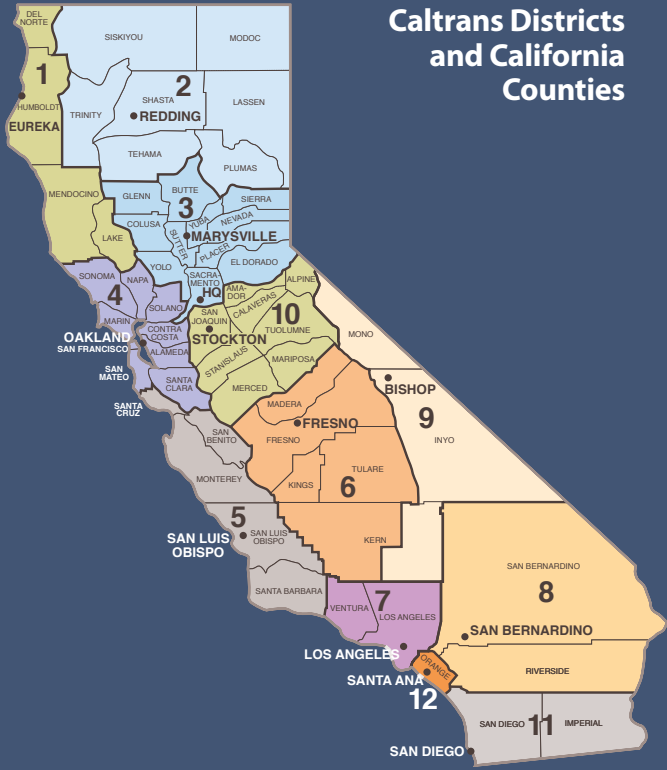 Caltrans Districts
and California
Counties
DEL
NORTE
SISKIYOU
MODOC
1
HUMBOLDT
EUREKA
2
SHASTA
REDDING
LASSEN
TRINITY
TEHAMA
PLUMAS
MENDOCINO
LAKE
GLENN
BUTTE
3
SIERRA
COLUSA
YUBA
NEVADA
SUTTER
MARYSVILLE
PLACER
YOLO
EL DORADO
SACRA-
MENTO
HQ
SONOMA
NAPA
4
SOLANO
MARIN
CONTRA
COSTA
OAKLAND
SAN FRANCISCO
ALAMEDA
SAN
MATEO
SANTA
CLARA
SANTA
CRUZ
AMA-
DOR
ALPINE
CALAVERAS
10
SAN
JOAQUIN
TUOLUMNE
STOCKTON
STANISLAUS
MARIPOSA
MERCED
MONO
BISHOP
9
INYO
MADERA
FRESNO
FRESNO
TULARE
KINGS
6
KERN
SAN
BENITO
MONTEREY
5
SAN LUIS
OBISPO
SAN LUIS
OBISPO
SANTA BARBARA
VENTURA
7
LOS ANGELES
LOS ANGELES
SAN BERNARDINO
8
SAN BERNARDINO
RIVERSIDE
ORANGE
SANTA ANA
12
SAN DIEGO
11
IMPERIAL
SAN DIEGO